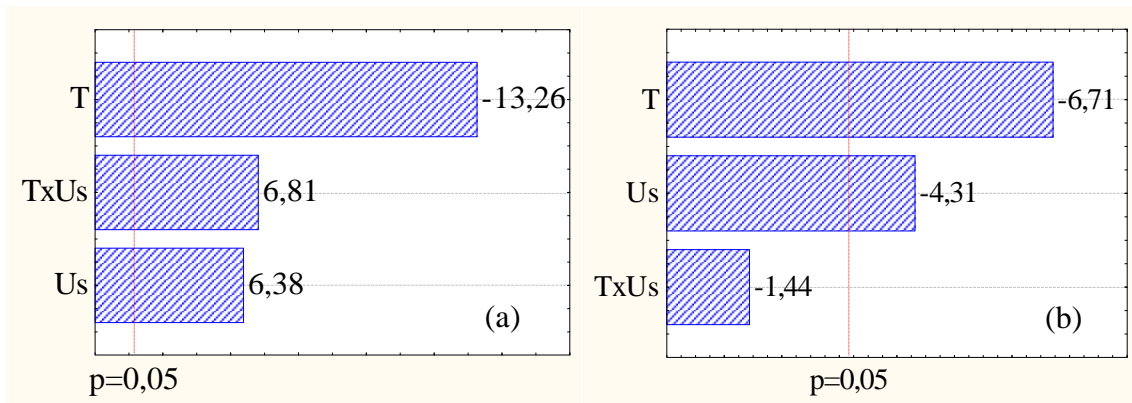 T
-13,26
TxUs
6,81
Us
6,38
(a)
p=0,05
T
-6,71
Us
-4,31
TxUs
-1,44
(b)
p=0,05